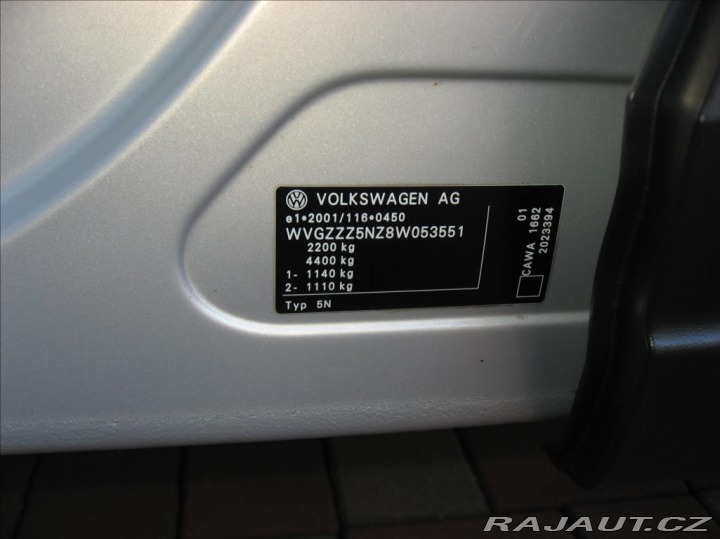 VOLKSWAGEN AG
e1*2001/116*0450
WVGZZZ5NZ8W053551
2200 kg
4400 kg
1- 1140 kg
2- 1110 kg
Typ 5N
01
CAWA 1662
2023394
RAJAUT.CZ